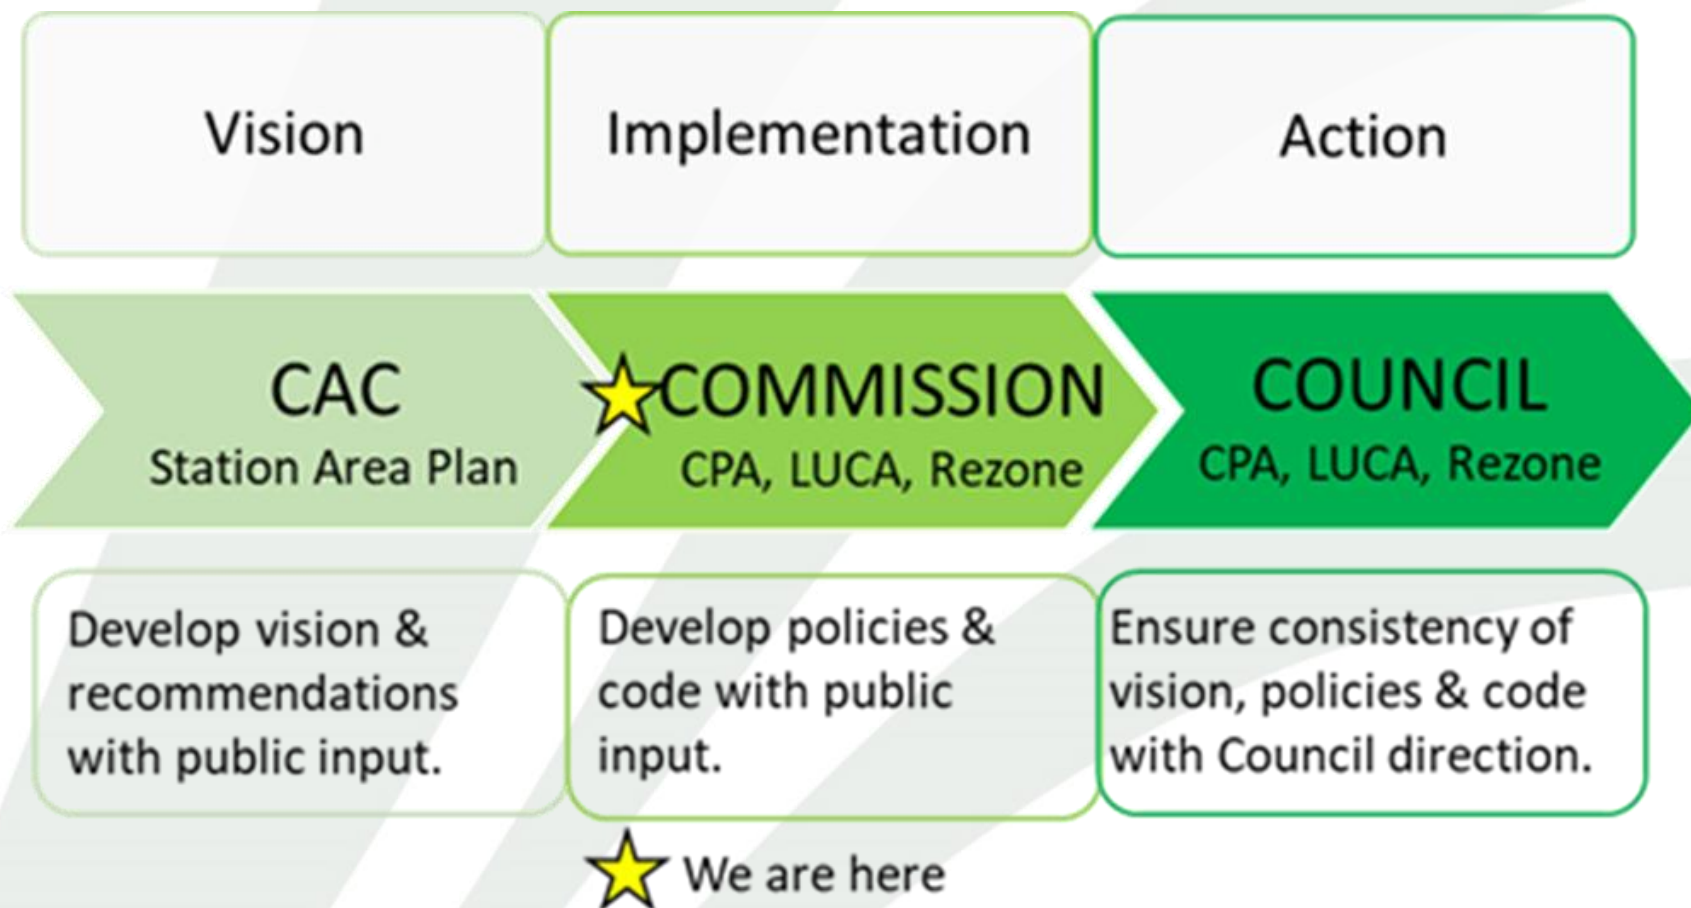 Vision
Implementation
Action
CAC
Station Area Plan
COMMISSION
CPA, LUCA, Rezone
COUNCIL
CPA, LUCA, Rezone
Develop vision &
recommendations
with public input.
Develop policies &
code with public
input.
Ensure consistency of
vision, policies & code
with Council direction.
We are here